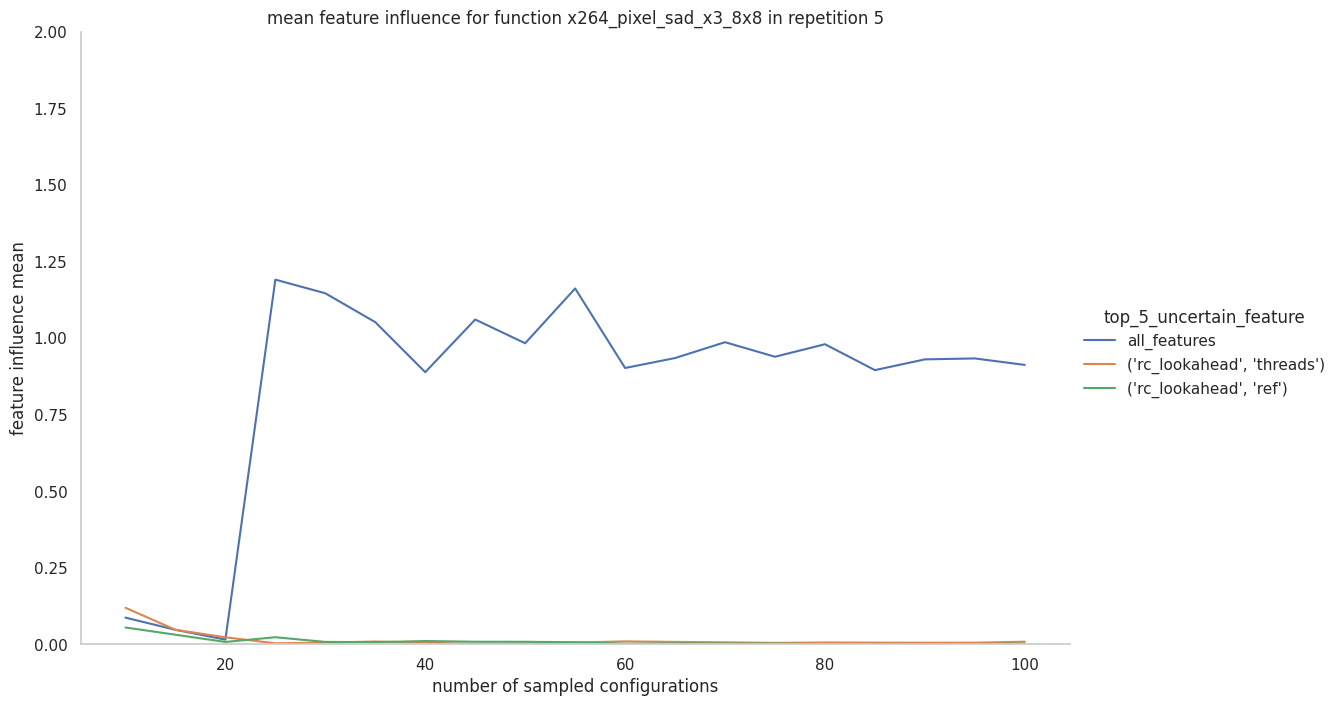 mean feature influence for function x264_pixel_sad_x3_8x8 in repetition 5
2.00
1.75
1.50
1.25
1.00
0.75
0.50
0.25
0.00
feature influence mean
20
40
60
80
100
number of sampled configurations
top_5_uncertain_feature
all_features
('rc_lookahead', 'threads')
('rc_lookahead', 'ref')